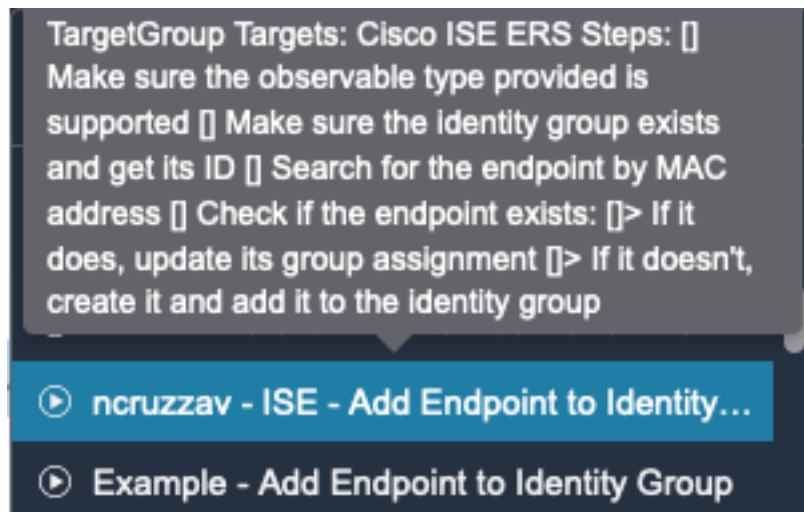 TargetGroup Targets: Cisco ISE ERS Steps: []
Make sure the observable type provided is
supported [] Make sure the identity group exists
and get its ID [] Search for the endpoint by MAC
address [] Check if the endpoint exists: []> If it
does, update its group assignment []> If it doesn't,
create it and add it to the identity group
ncruzzav - ISE - Add Endpoint to Identity…
Example - Add Endpoint to Identity Group